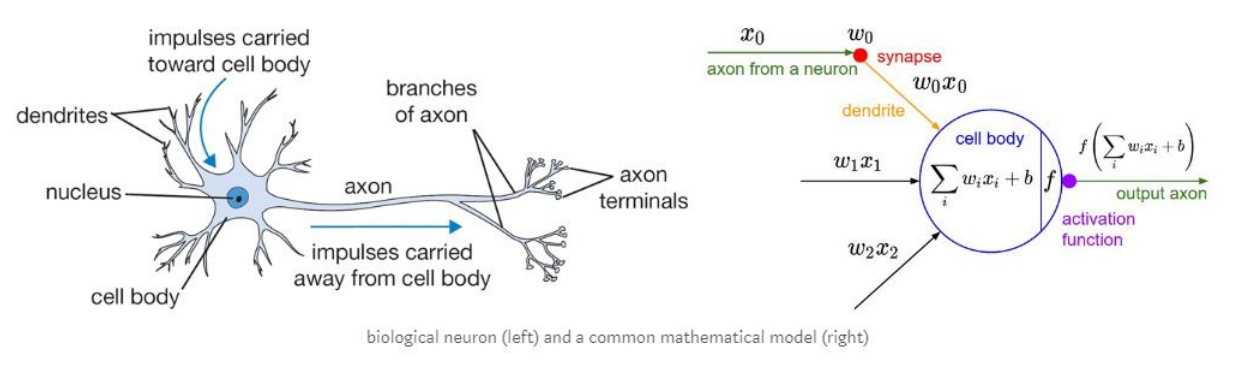 impulses carried
toward cell body
dendrites
nucleus
cell body
axon
impulses carried
away from cell body
branches
of axon
axon
terminals
x₀
w₀
synapse
axon from a neuron
w₀x₀
dendrite
cell body
w₁x₁
∑ᵢ wᵢxᵢ + b
f
f(∑ᵢ wᵢxᵢ + b)
output axon
activation
function
w₂x₂
biological neuron (left) and a common mathematical model (right)